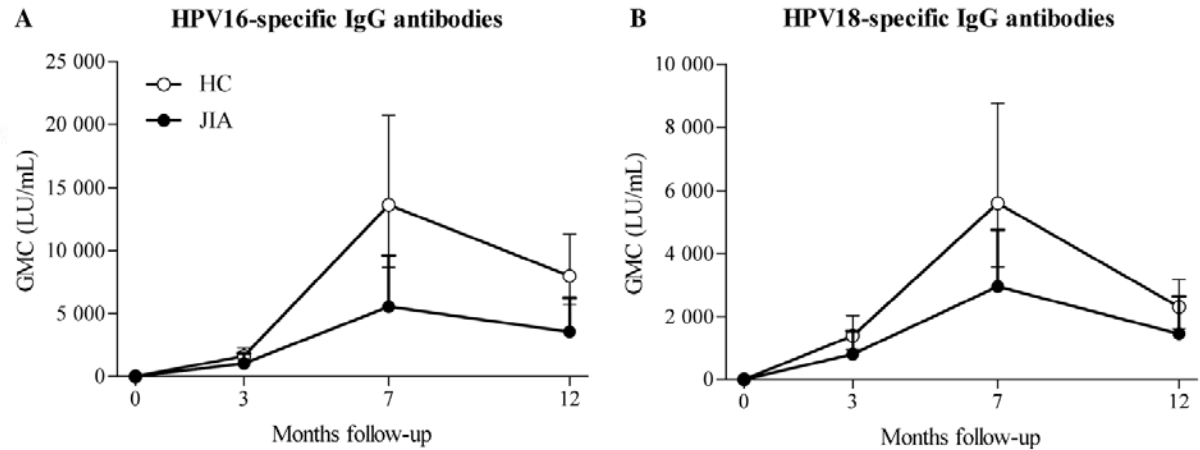 A
HPV16-specific IgG antibodies
25 000
20 000
15 000
10 000
5 000
0
GMC (LU/mL)
HC
JIA
0 3 7 12
Months follow-up
B
HPV18-specific IgG antibodies
10 000
8 000
6 000
4 000
2 000
0
GMC (LU/mL)
0 3 7 12
Months follow-up